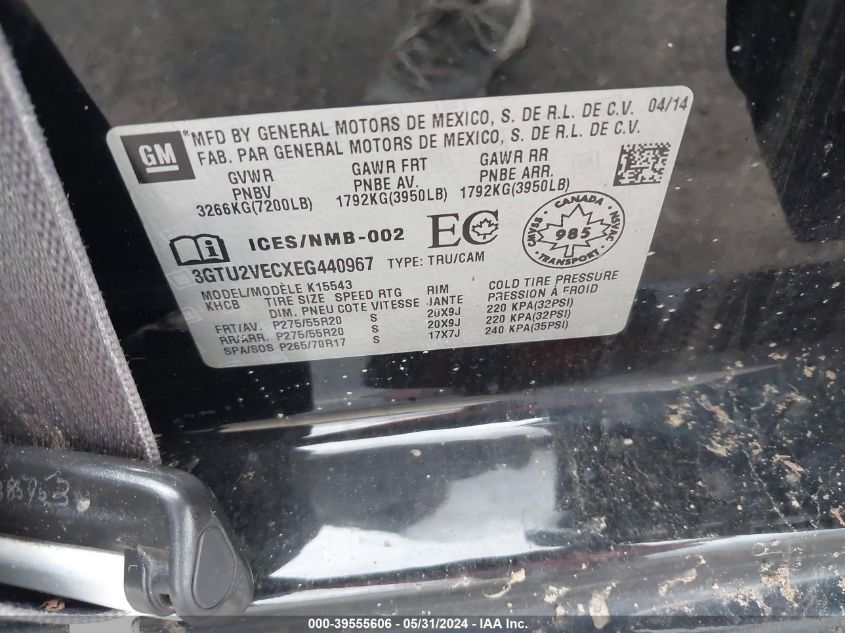 GM
®MFD BY GENERAL MOTORS DE MEXICO, S. DE R.L. DE C.V. 04/14
FAB. PAR GENERAL MOTORS DE MEXICO, S. DE R.L. DE C.V.
GVWR GAWR FRT GAWR RR
PNBV PNBE AV. PNBE ARR.
3266KG(7200LB) 1792KG(3950LB) 1792KG(3950LB)
ICES/NMB-002 EC
CANADA
985
TRANSPORT
NSVAC
SVSAC
3GTU2VECXEG440967 TYPE: TRU/CAM
MODEL/MODÈLE K15543
KHCB TIRE SIZE SPEED RTG RIM COLD TIRE PRESSURE
DIM. PNEU COTE VITESSE JANTE PRESSION À FROID
FRT/AV. P275/55R20 S 20X9J 220 KPA(32PSI)
RR/ARR. P275/55R20 S 20X9J 220 KPA(32PSI)
SPA/SOS P265/70R17 S 17X7J 240 KPA(35PSI)
000-39555606 / 05/31/2024 - IAA Inc.